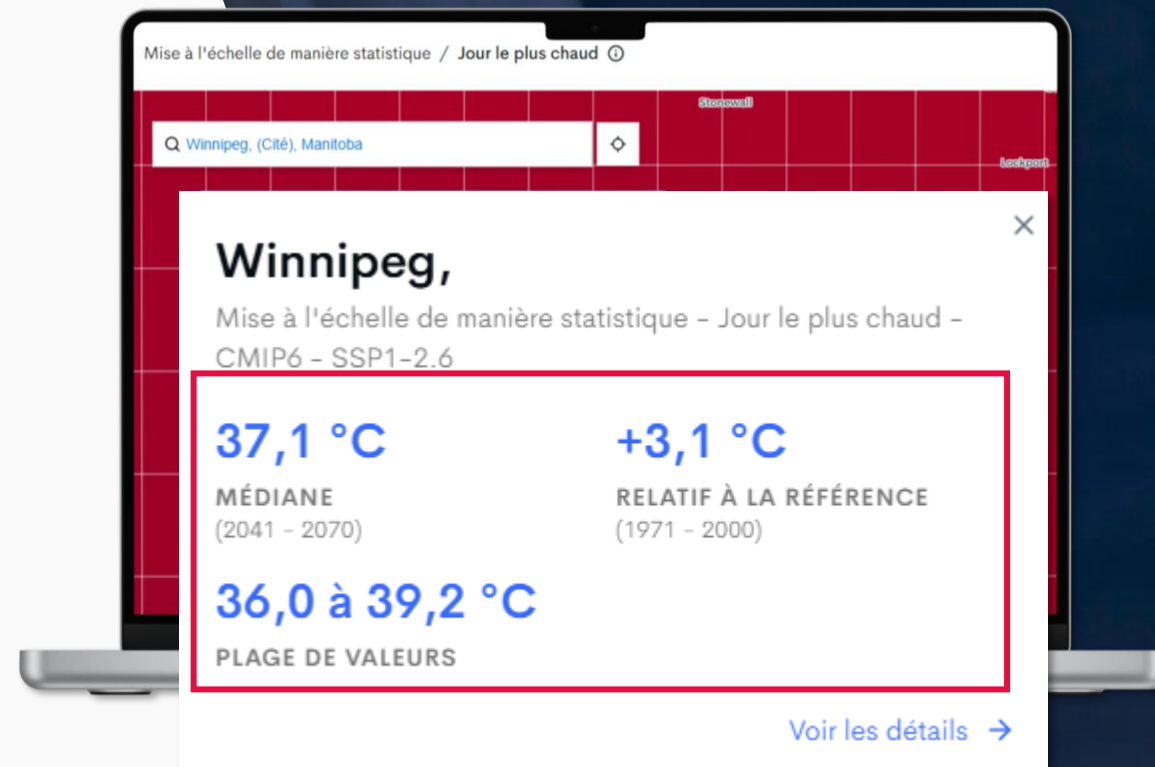 Mise à l'échelle de manière statistique / Jour le plus chaud
Stonewall
Winnipeg, (Cité), Manitoba
Lockport
Winnipeg,
Mise à l'échelle de manière statistique – Jour le plus chaud –
CMIP6 – SSP1-2.6
37,1 °C
+3,1 °C
MÉDIANE
RELATIF À LA RÉFÉRENCE
(2041 – 2070)
(1971 – 2000)
36,0 à 39,2 °C
PLAGE DE VALEURS
Voir les détails →